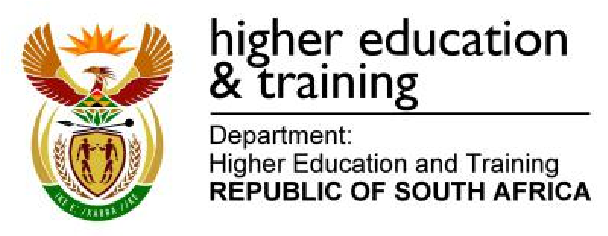 higher education
& training
Department:
Higher Education and Training
REPUBLIC OF SOUTH AFRICA